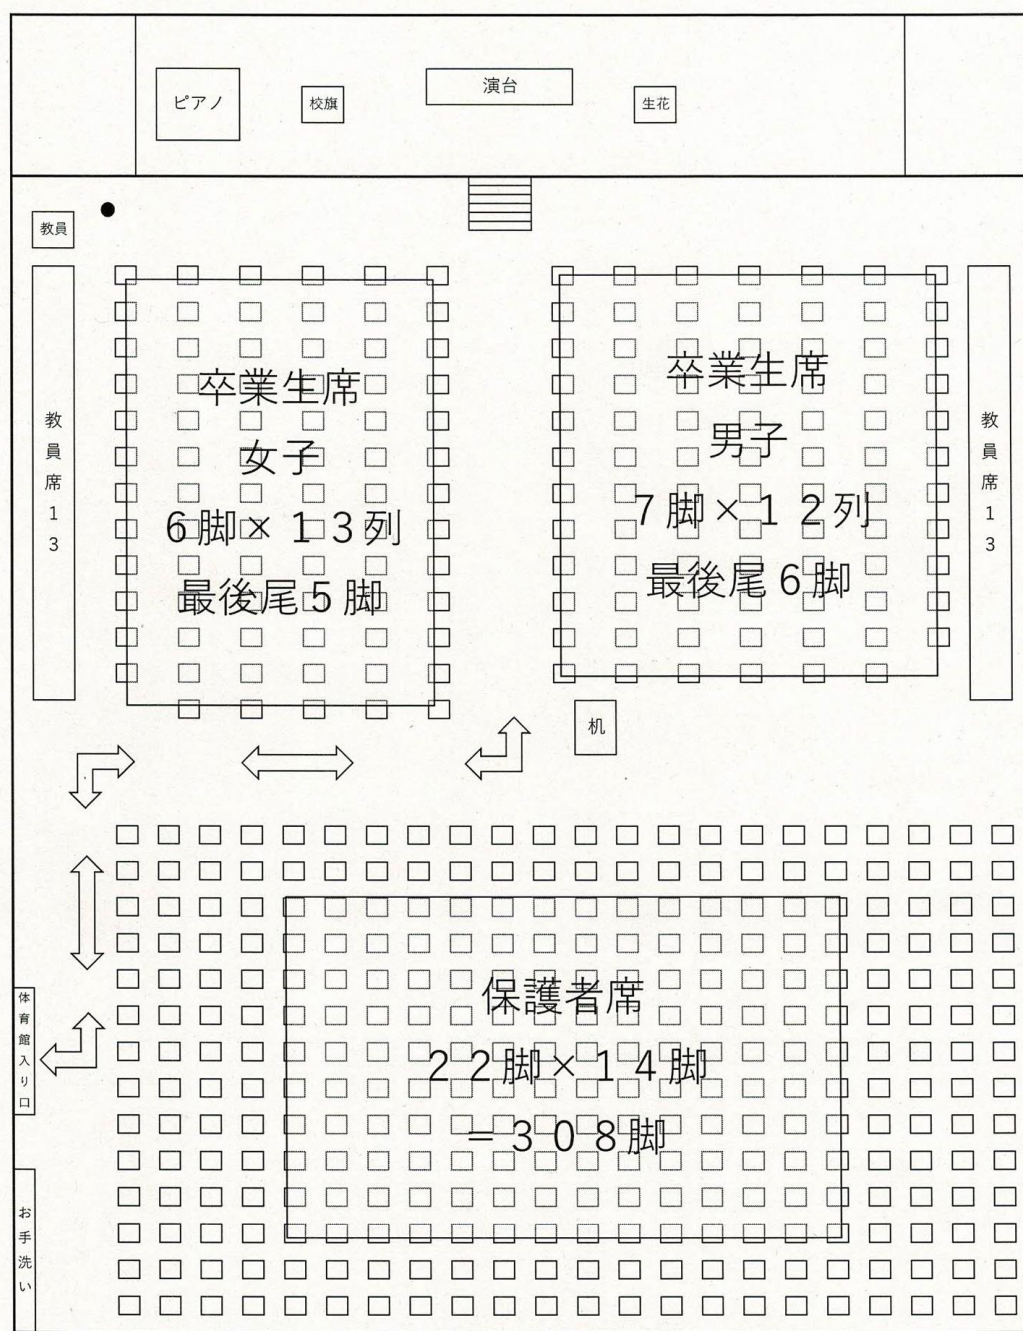 ピアノ
校旗
演台
生花
教員
教員席13
卒業生席
女子
6脚×13列
最後尾5脚
卒業生席
男子
7脚×12列
最後尾6脚
教員席13
机
体育館入り口
保護者席
22脚×14脚
=308脚
お手洗い